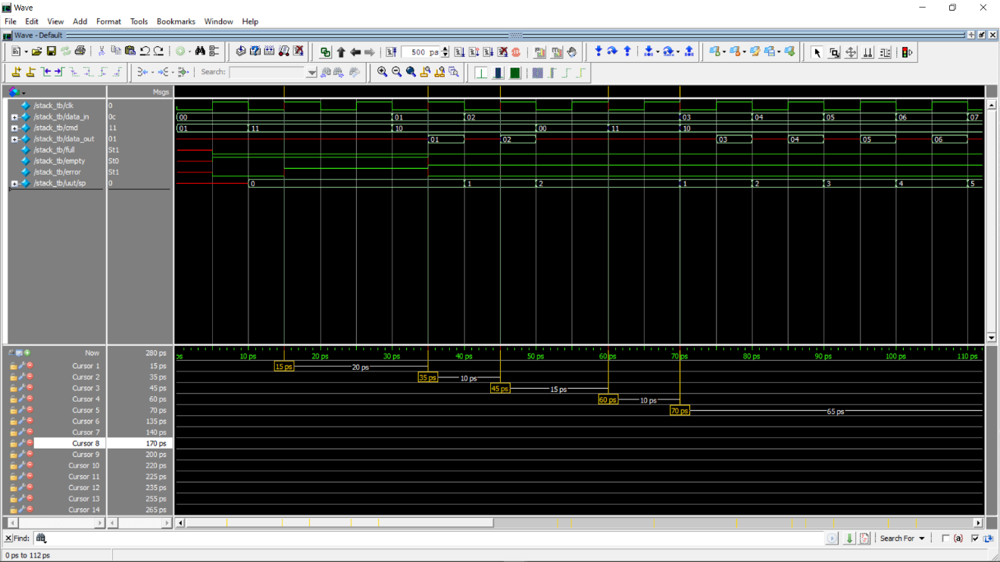 Wave
File Edit View Add Format Tools Bookmarks Window Help
Wave - Default
500 ps
Search:
Msgs
/stack_tb/clk 0
/stack_tb/data_in 0c 00 01 02 03 04 05 06 07
/stack_tb/cmd 11 01 11 10 00 11 10
/stack_tb/data_out 01 01 02 03 04 05 06
/stack_tb/full St1
/stack_tb/empty St0
/stack_tb/error St1
/stack_tb/uut/sp 0 0 1 2 1 2 3 4 5
Now 280 ps ps 10 ps 20 ps 30 ps 40 ps 50 ps 60 ps 70 ps 80 ps 90 ps 100 ps 110 ps
Cursor 1 15 ps 15 ps 20 ps
Cursor 2 35 ps 35 ps 10 ps
Cursor 3 45 ps 45 ps 15 ps
Cursor 4 60 ps 60 ps 10 ps
Cursor 5 70 ps 70 ps 65 ps
Cursor 6 135 ps
Cursor 7 140 ps
Cursor 8 170 ps
Cursor 9 200 ps
Cursor 10 220 ps
Cursor 11 225 ps
Cursor 12 235 ps
Cursor 13 255 ps
Cursor 14 265 ps
Find: Search For (a)
0 ps to 112 ps